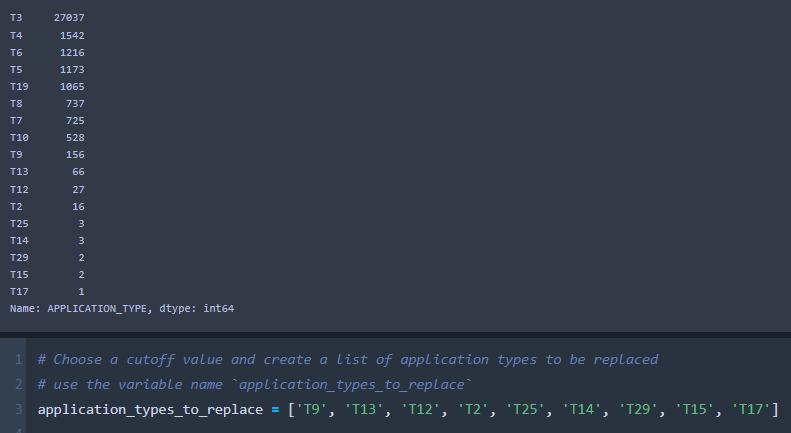 T3 27037
T4 1542
T6 1216
T5 1173
T19 1065
T8 737
T7 725
T10 528
T9 156
T13 66
T12 27
T2 16
T25 3
T14 3
T29 2
T15 2
T17 1
Name: APPLICATION_TYPE, dtype: int64
1 # Choose a cutoff value and create a list of application types to be replaced
2 # use the variable name `application_types_to_replace`
3 application_types_to_replace = ['T9', 'T13', 'T12', 'T2', 'T25', 'T14', 'T29', 'T15', 'T17']